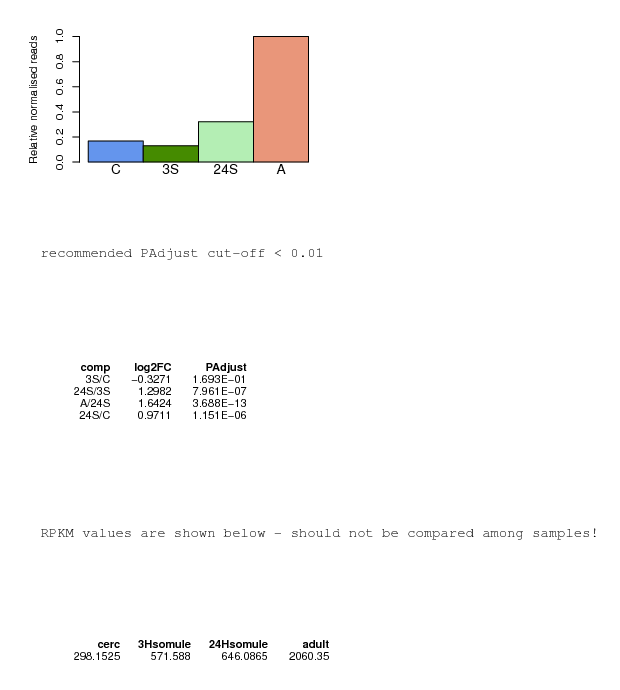 Relative normalised reads
1.0
0.8
0.6
0.4
0.2
0.0
C 3S 24S A
recommended PAdjust cut-off < 0.01
comp log2FC PAdjust
3S/C −0.3271 1.693E−01
24S/3S 1.2982 7.961E−07
A/24S 1.6424 3.688E−13
24S/C 0.9711 1.151E−06
RPKM values are shown below - should not be compared among samples!
cerc 3Hsomule 24Hsomule adult
298.1525 571.588 646.0865 2060.35